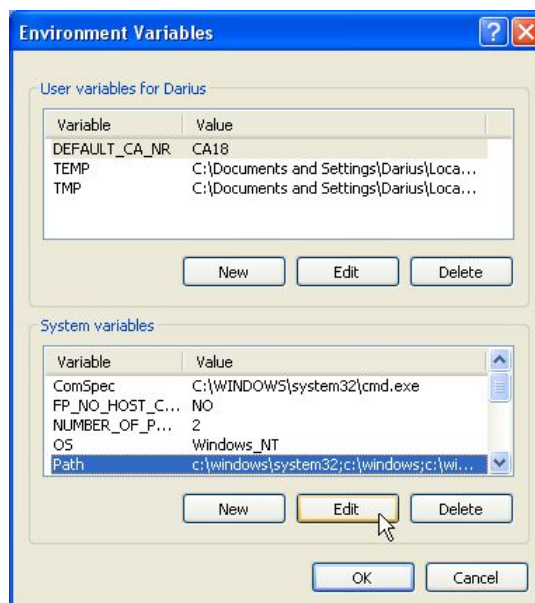 Environment Variables
User variables for Darius
Variable Value
DEFAULT_CA_NR CA18
TEMP C:\Documents and Settings\Darius\Loca...
TMP C:\Documents and Settings\Darius\Loca...
New Edit Delete
System variables
Variable Value
ComSpec C:\WINDOWS\system32\cmd.exe
FP_NO_HOST_C... NO
NUMBER_OF_P... 2
OS Windows_NT
Path c:\windows\system32;c:\windows;c:\wi...
New Edit Delete
OK Cancel